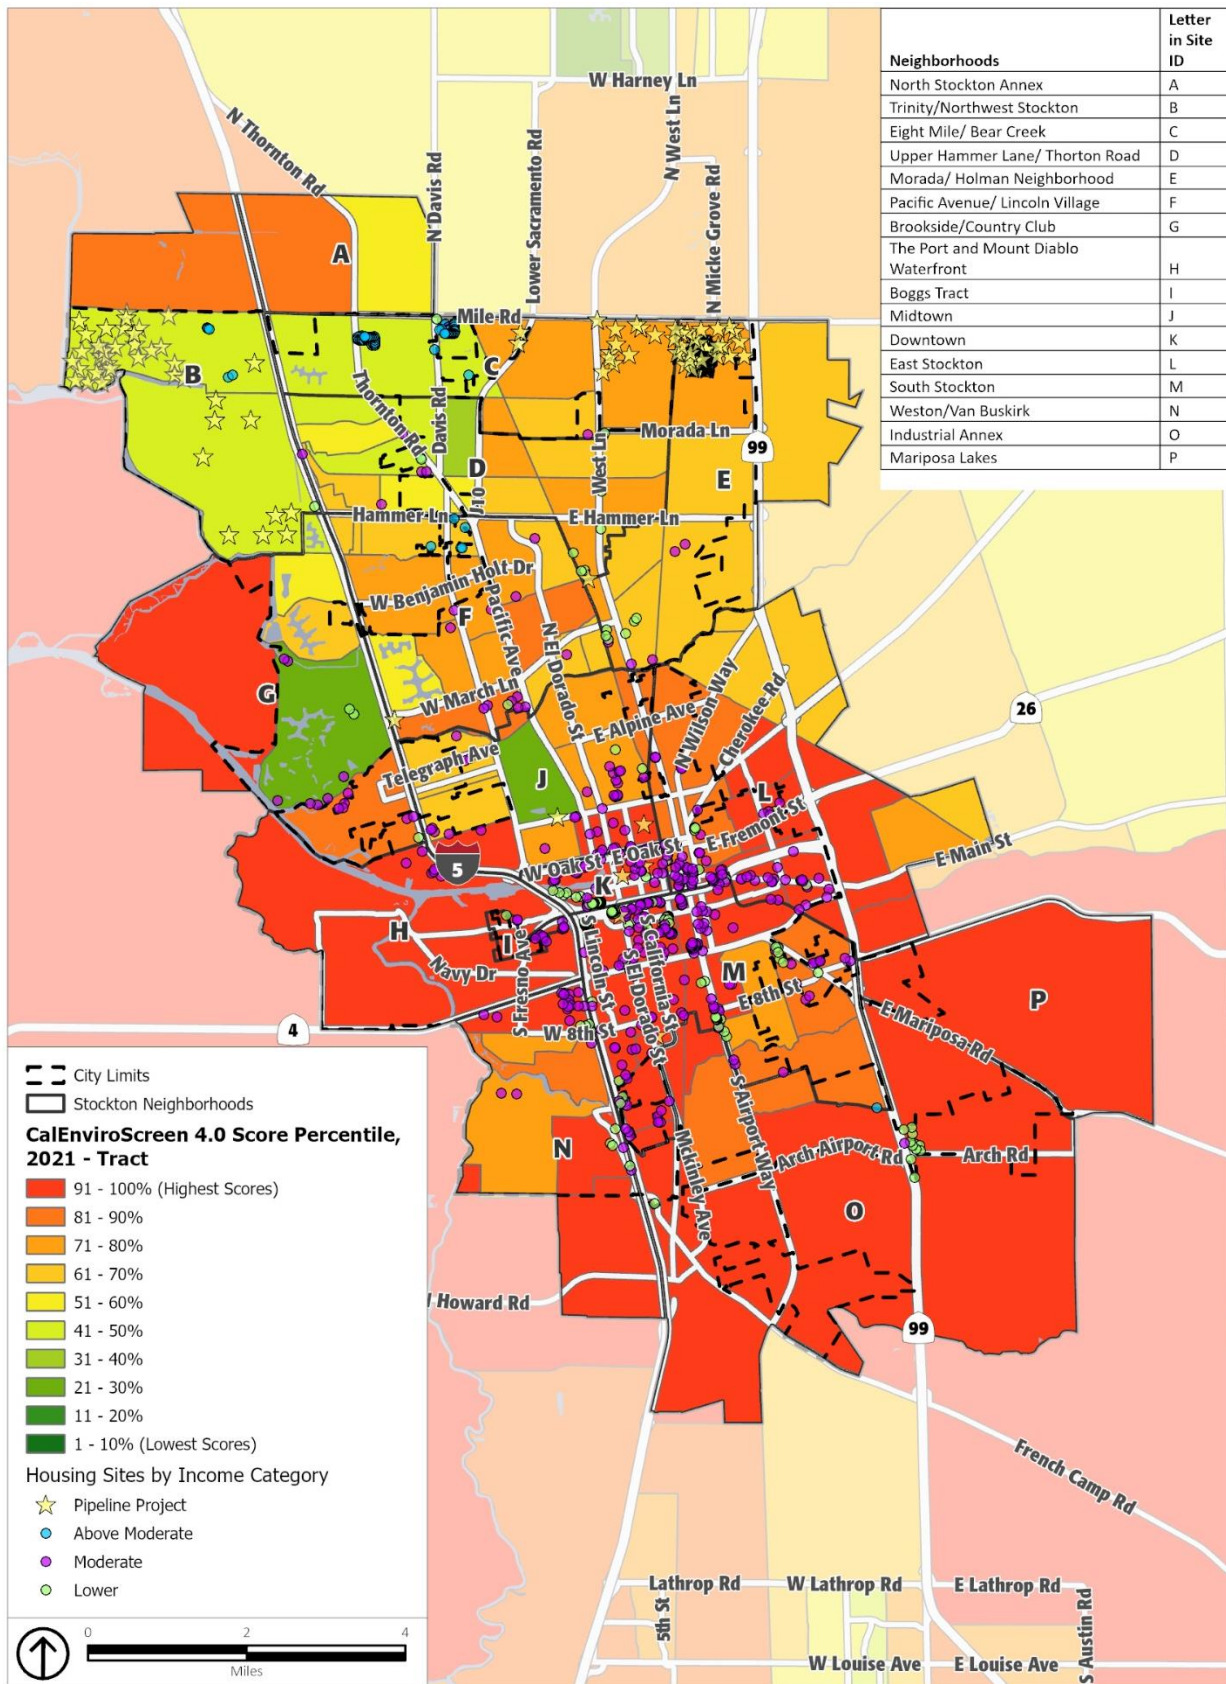 Letter
in Site
Neighborhoods ID
North Stockton Annex A
Trinity/Northwest Stockton B
Eight Mile/ Bear Creek C
Upper Hammer Lane/ Thorton Road D
Morada/ Holman Neighborhood E
Pacific Avenue/ Lincoln Village F
Brookside/Country Club G
The Port and Mount Diablo
Waterfront H
Boggs Tract I
Midtown J
Downtown K
East Stockton L
South Stockton M
Weston/Van Buskirk N
Industrial Annex O
Mariposa Lakes P
W Harney Ln
N Thornton Rd
N Davis Rd
Lower Sacramento Rd
N West Ln
N Micke Grove Rd
A
Mile Rd
B
C
Thornton Rd
Davis Rd
Morada Ln
99
West Ln
D
E
J10
Hammer Ln
E Hammer Ln
W Benjamin Holt Dr
F
Pacific Ave
N El Dorado St
G
W March Ln
N Wilson Way
Cherokee Rd
26
E Alpine Ave
Telegraph Ave
J
L
E Fremont St
E Main St
5
W Oak St
E Oak St
K
H
I
Navy Dr
S Fresno Ave
S Lincoln St
S California St
S El Dorado St
M
E 8th St
P
E Mariposa Rd
4
W 8th St
S Airport Way
N
Mckinley Ave
Arch Airport Rd
Arch Rd
O
Howard Rd
99
French Camp Rd
Lathrop Rd
W Lathrop Rd
E Lathrop Rd
5th St
S Austin Rd
W Louise Ave
E Louise Ave
City Limits
Stockton Neighborhoods
CalEnviroScreen 4.0 Score Percentile,
2021 - Tract
91 - 100% (Highest Scores)
81 - 90%
71 - 80%
61 - 70%
51 - 60%
41 - 50%
31 - 40%
21 - 30%
11 - 20%
1 - 10% (Lowest Scores)
Housing Sites by Income Category
Pipeline Project
Above Moderate
Moderate
Lower
0 2 4
Miles